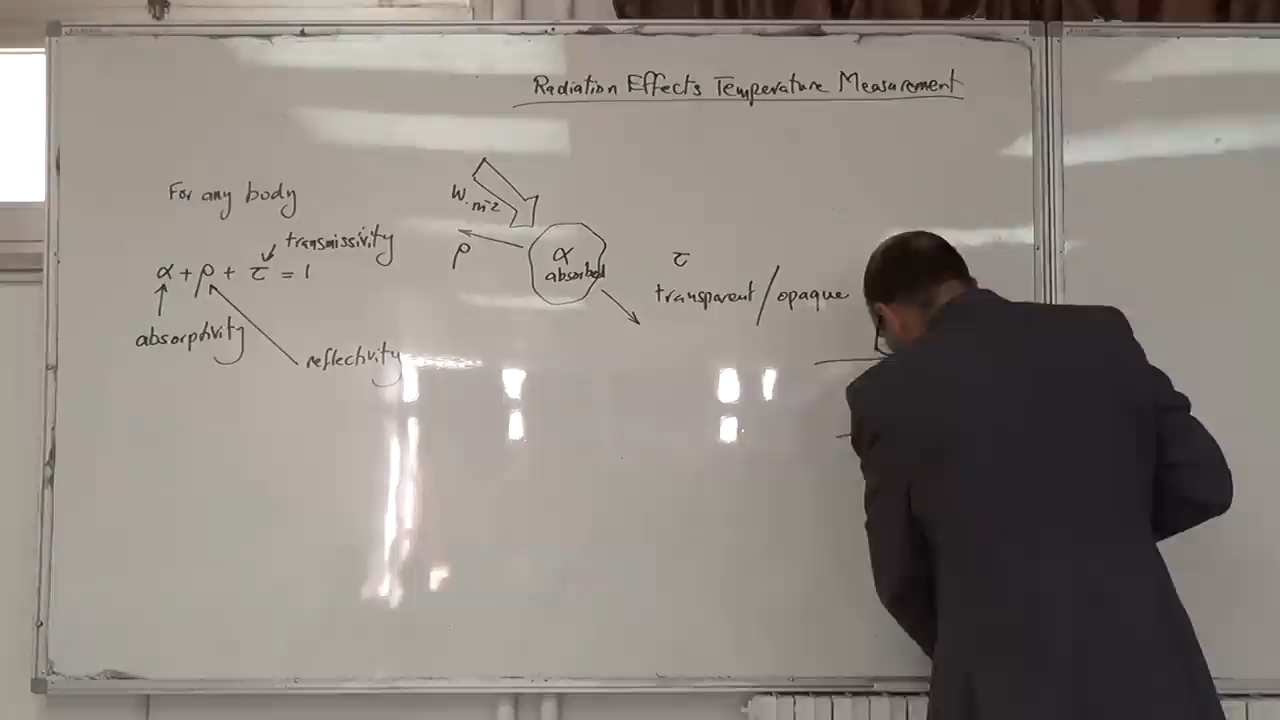 Radiation Effects Temperature Measurement
For any body
transmissivity
α + ρ + τ = 1
absorptivity
reflectivity
W.m-2
ρ
α
absorbed
τ
transparent / opaque